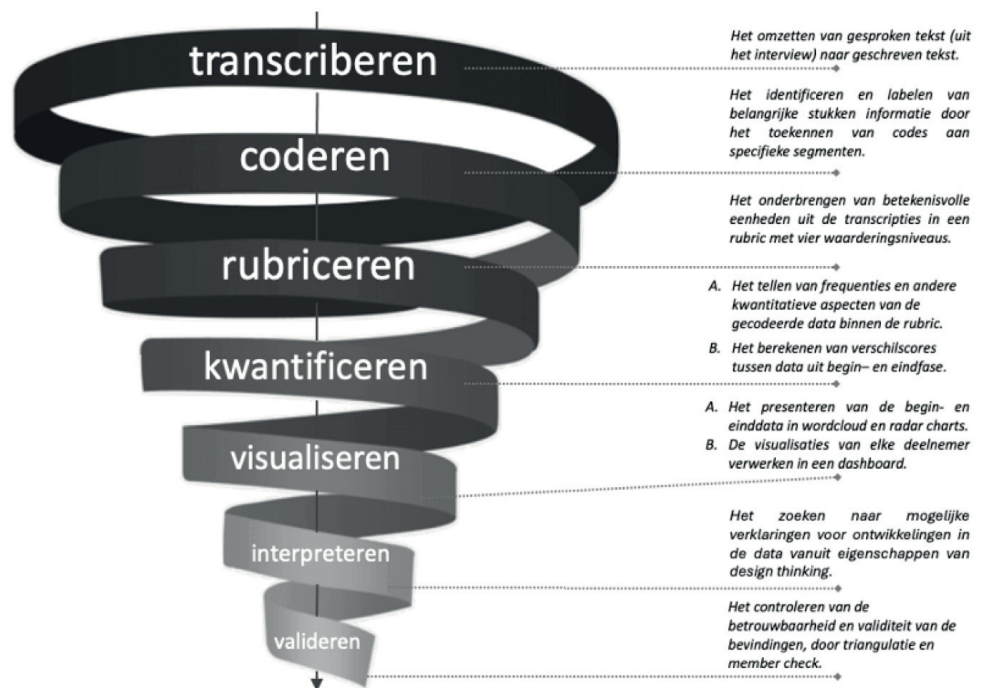 transcriberen
Het omzetten van gesproken tekst (uit
het interview) naar geschreven tekst.
coderen
Het identificeren en labelen van
belangrijke stukken informatie door
het toekennen van codes aan
specifieke segmenten.
rubriceren
Het onderbrengen van betekenisvolle
eenheden uit de transcripties in een
rubric met vier waarderingsniveaus.
kwantificeren
A. Het tellen van frequenties en andere
kwantitatieve aspecten van de
gecodeerde data binnen de rubric.
B. Het berekenen van verschilscores
tussen data uit begin– en eindfase.
visualiseren
A. Het presenteren van de begin- en
einddata in wordcloud en radar charts.
B. De visualisaties van elke deelnemer
verwerken in een dashboard.
interpreteren
Het zoeken naar mogelijke
verklaringen voor ontwikkelingen in
de data vanuit eigenschappen van
design thinking.
valideren
Het controleren van de
betrouwbaarheid en validiteit van de
bevindingen, door triangulatie en
member check.